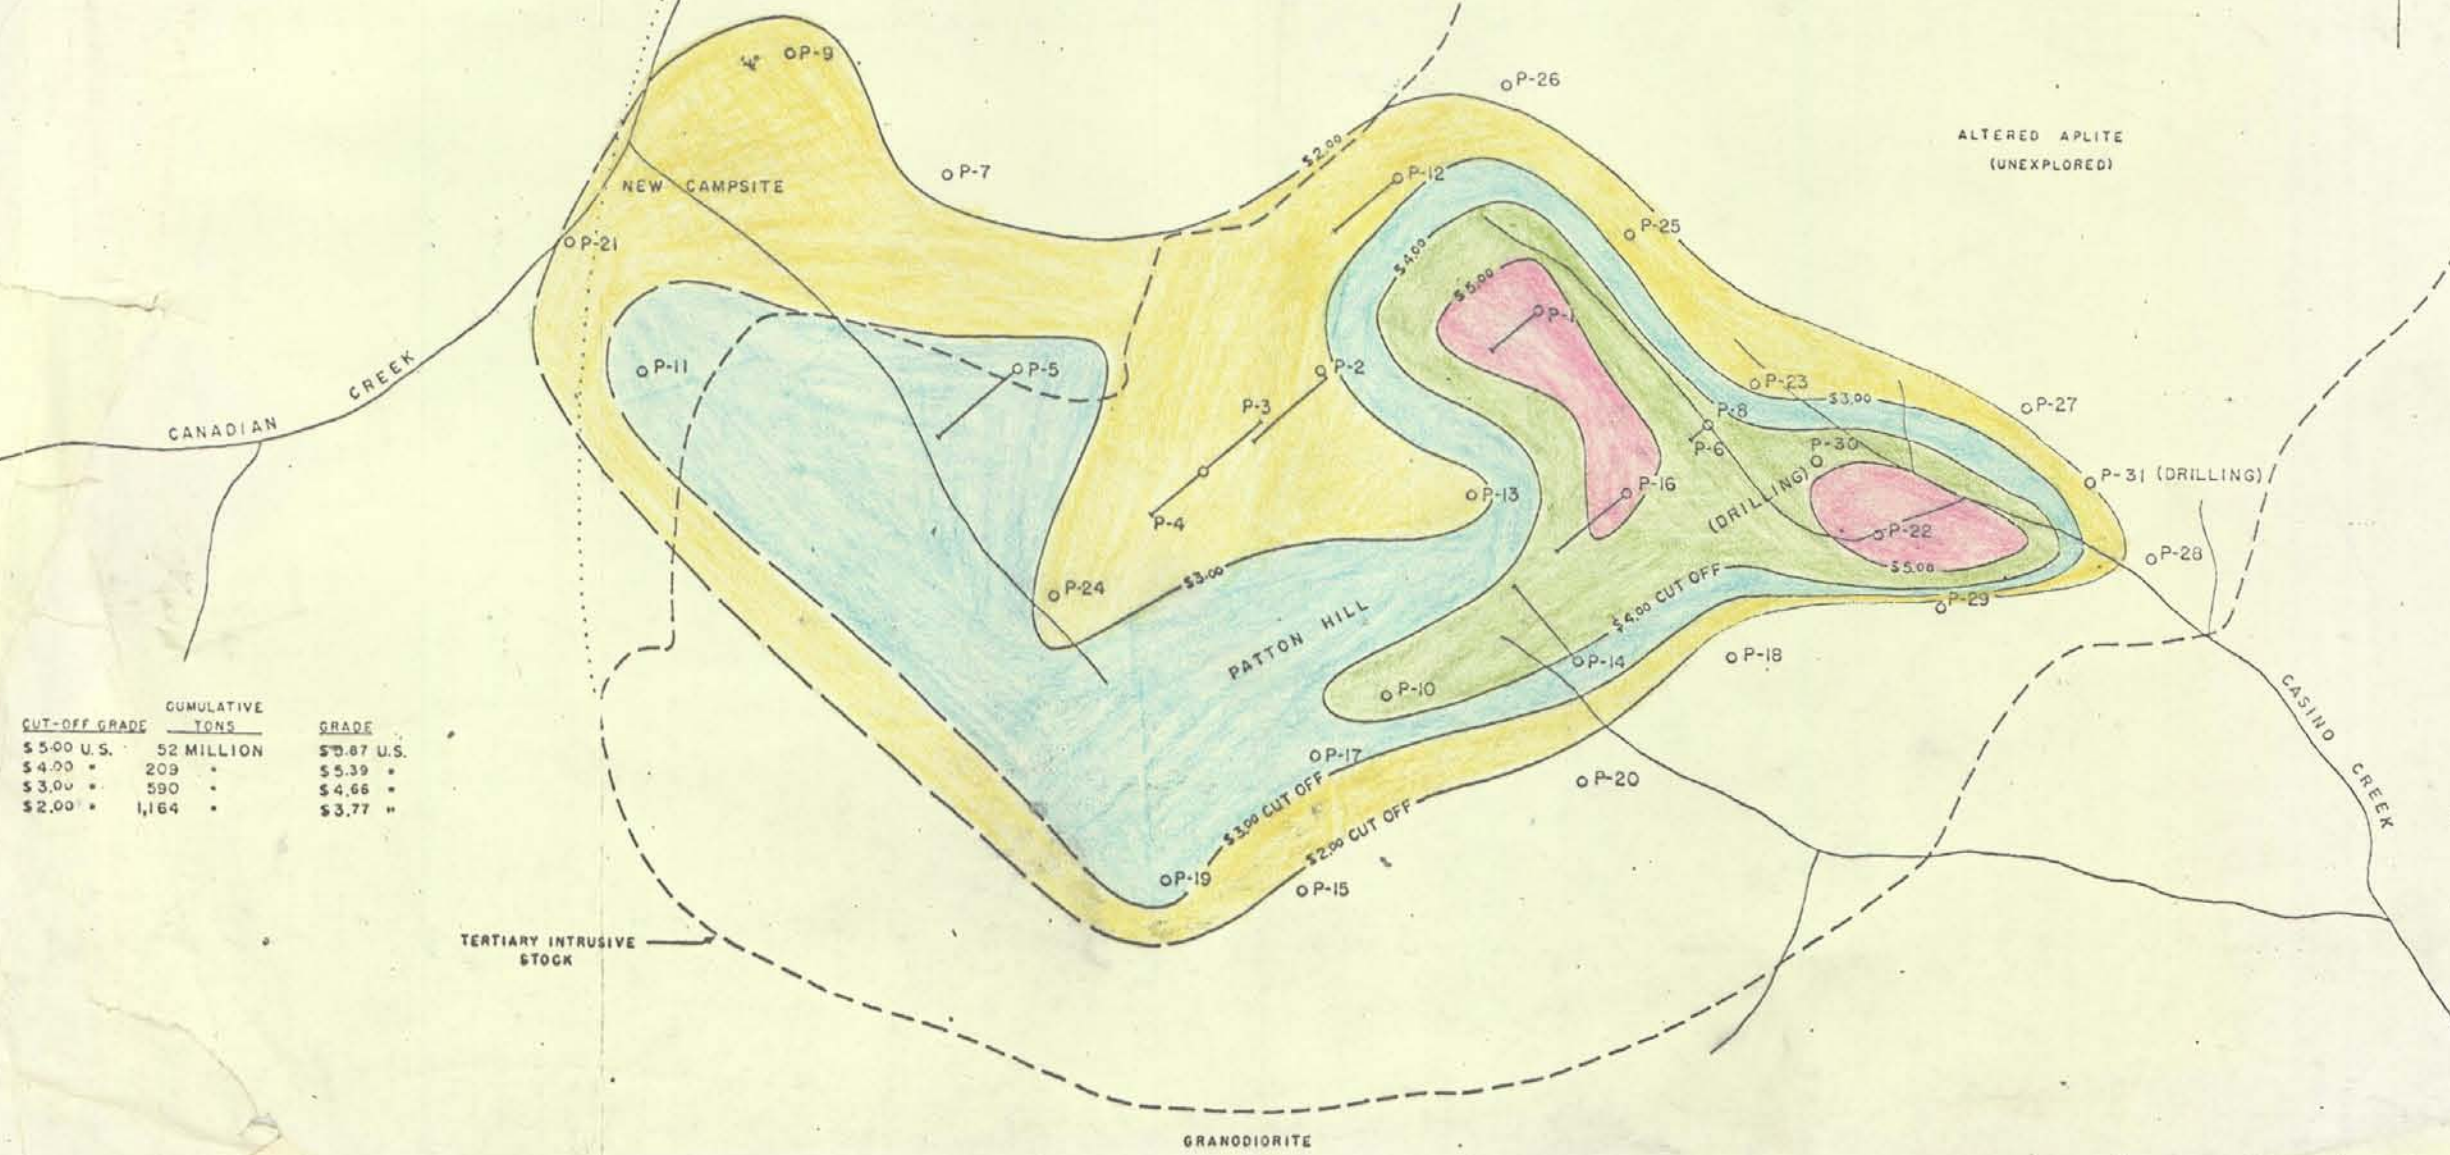 P-9
P-26
ALTERED APLITE
(UNEXPLORED)
$2.00
P-7
P-12
NEW CAMPSITE
P-25
P-21
$4.00
$5.00
P-1
P-11
P-5
P-2
P-23
$3.00
P-3
P-8
P-27
CANADIAN CREEK
P-6
P-30
P-31 (DRILLING)
P-16
(DRILLING)
P-13
P-4
P-22
P-28
$5.00
$3.00
P-24
$4.00 CUT OFF
P-29
PATTON HILL
P-14
P-18
P-10
CASINO CREEK
CUMULATIVE
CUT-OFF GRADE TONS GRADE
$5.00 U.S. 52 MILLION U.S.
$4.00 " 209 " $5.39 "
$3.00 " 590 " $4.66 "
$2.00 " 1,164 " $3.77 "
P-17
P-20
$3.00 CUT OFF
$2.00 CUT OFF
P-19
P-15
TERTIARY INTRUSIVE
STOCK
GRANODIORITE